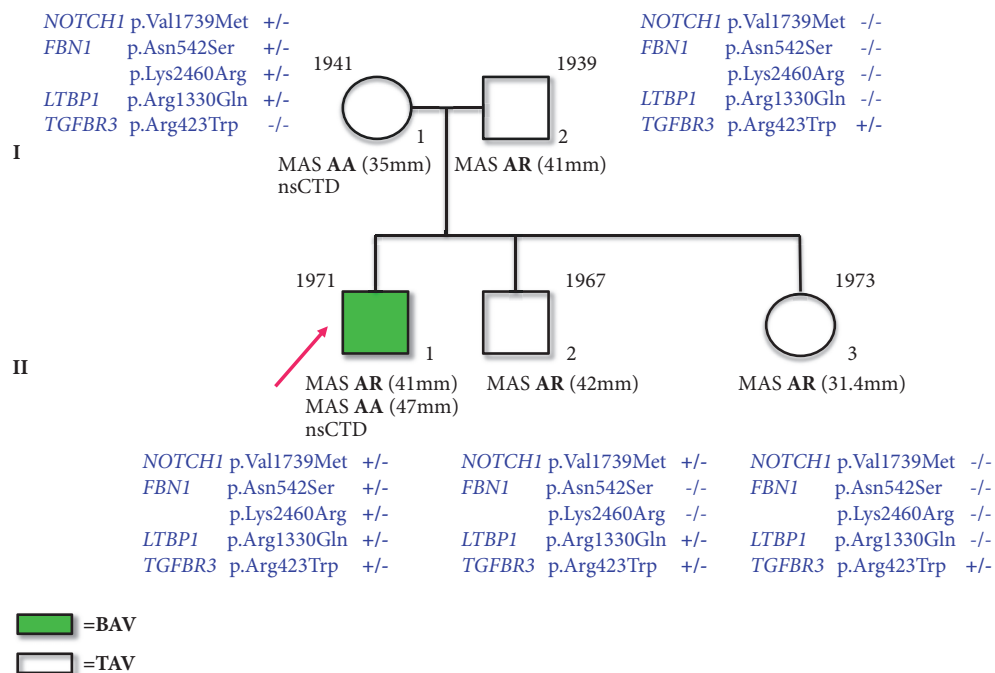 NOTCH1 p.Val1739Met +/-
FBN1 p.Asn542Ser +/-
p.Lys2460Arg +/-
LTBP1 p.Arg1330Gln +/-
TGFBR3 p.Arg423Trp -/-
NOTCH1 p.Val1739Met -/-
FBN1 p.Asn542Ser -/-
p.Lys2460Arg -/-
LTBP1 p.Arg1330Gln -/-
TGFBR3 p.Arg423Trp +/-
1941
1939
I
1
2
MAS AA (35mm)
nsCTD
MAS AR (41mm)
1971
1967
1973
II
1
2
3
MAS AR (41mm)
MAS AA (47mm)
nsCTD
MAS AR (42mm)
MAS AR (31.4mm)
NOTCH1 p.Val1739Met +/-
FBN1 p.Asn542Ser +/-
p.Lys2460Arg +/-
LTBP1 p.Arg1330Gln +/-
TGFBR3 p.Arg423Trp +/-
NOTCH1 p.Val1739Met +/-
FBN1 p.Asn542Ser -/-
p.Lys2460Arg -/-
LTBP1 p.Arg1330Gln +/-
TGFBR3 p.Arg423Trp +/-
NOTCH1 p.Val1739Met -/-
FBN1 p.Asn542Ser -/-
p.Lys2460Arg -/-
LTBP1 p.Arg1330Gln -/-
TGFBR3 p.Arg423Trp +/-
=BAV
=TAV